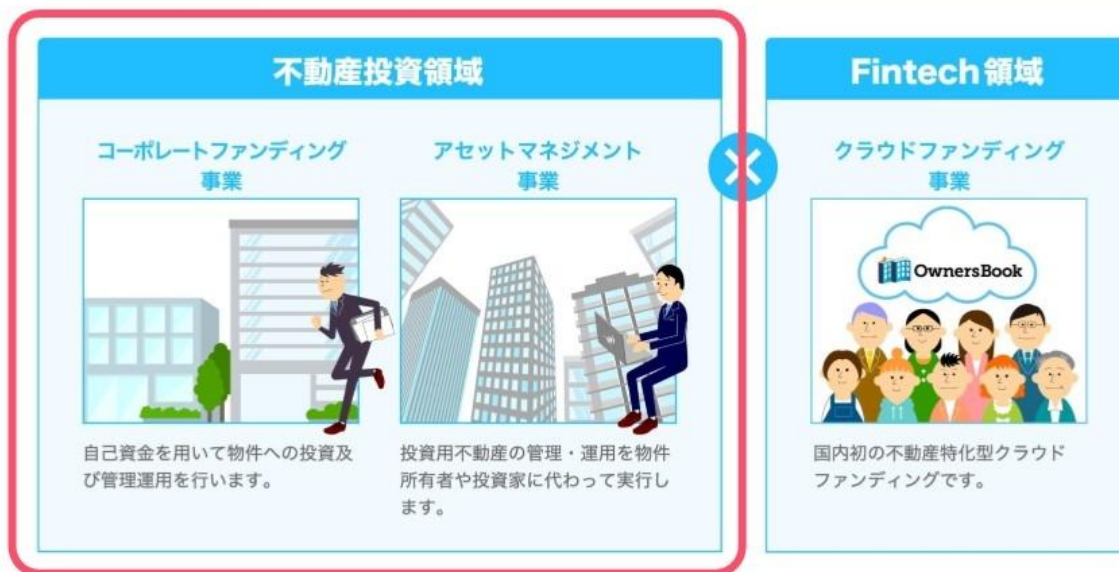 不動産投資領域
コーポレートファンディング
事業
自己資金を用いて物件への投資及
び管理運用を行います。
アセットマネジメント
事業
投資用不動産の管理・運用を物件
所有者や投資家に代わって実行し
ます。
Fintech領域
クラウドファンディング
事業
OwnersBook
国内初の不動産特化型クラウド
ファンディングです。